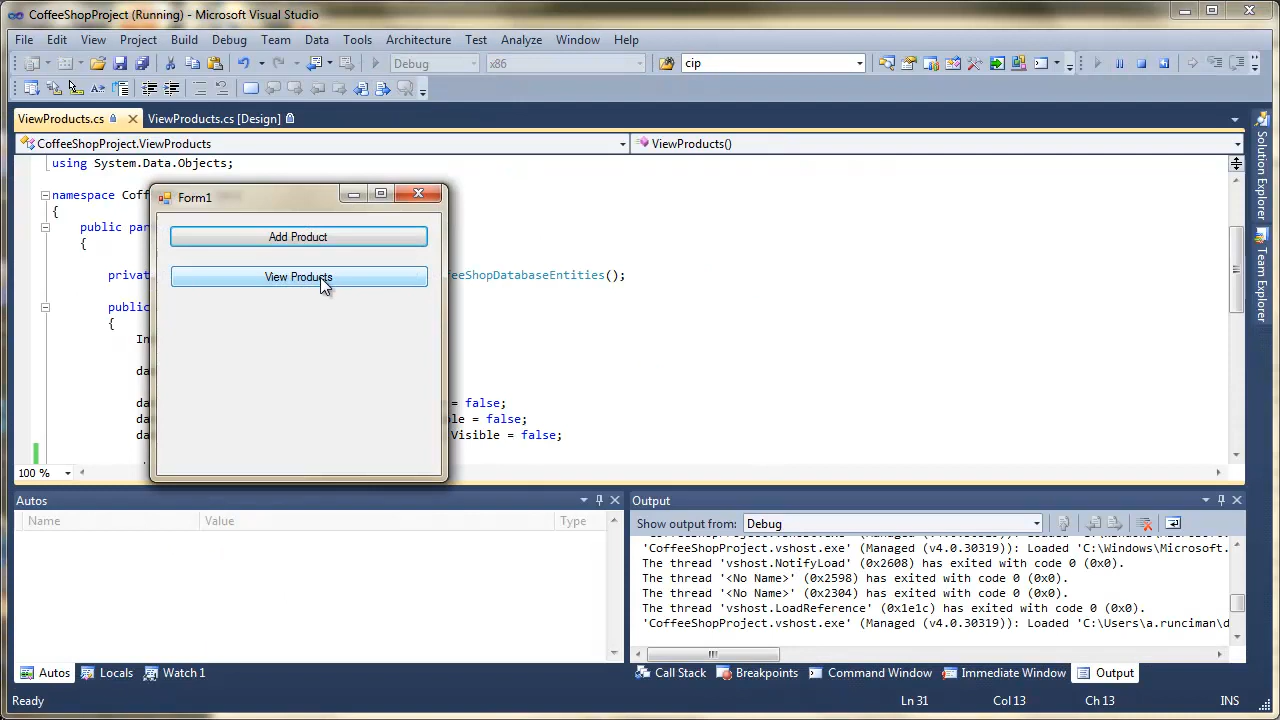 CoffeeShopProject (Running) - Microsoft Visual Studio
File Edit View Project Build Debug Team Data Tools Architecture Test Analyze Window Help
Debug x86 cip
ViewProducts.cs ViewProducts.cs [Design]
CoffeeShopProject.ViewProducts ViewProducts()
using System.Data.Objects;
namespace Cof
{
public par
{
privat eeShopDatabaseEntities();
public
{
In
da
da = false;
da le = false;
da Visible = false;
Form1
Add Product
View Products
100 %
Autos
Name Value Type
Autos Locals Watch 1
Output
Show output from: Debug
'CoffeeShopProject.vshost.exe' (Managed (v4.0.30319)): Loaded 'C:\Windows\Microsoft.
The thread 'vshost.NotifyLoad' (0x2608) has exited with code 0 (0x0).
The thread '<No Name>' (0x2598) has exited with code 0 (0x0).
The thread '<No Name>' (0x2304) has exited with code 0 (0x0).
The thread 'vshost.LoadReference' (0x1e1c) has exited with code 0 (0x0).
'CoffeeShopProject.vshost.exe' (Managed (v4.0.30319)): Loaded 'C:\Users\a.runciman\d
Call Stack Breakpoints Command Window Immediate Window Output
Solution Explorer
Team Explorer
Ready Ln 31 Col 13 Ch 13 INS